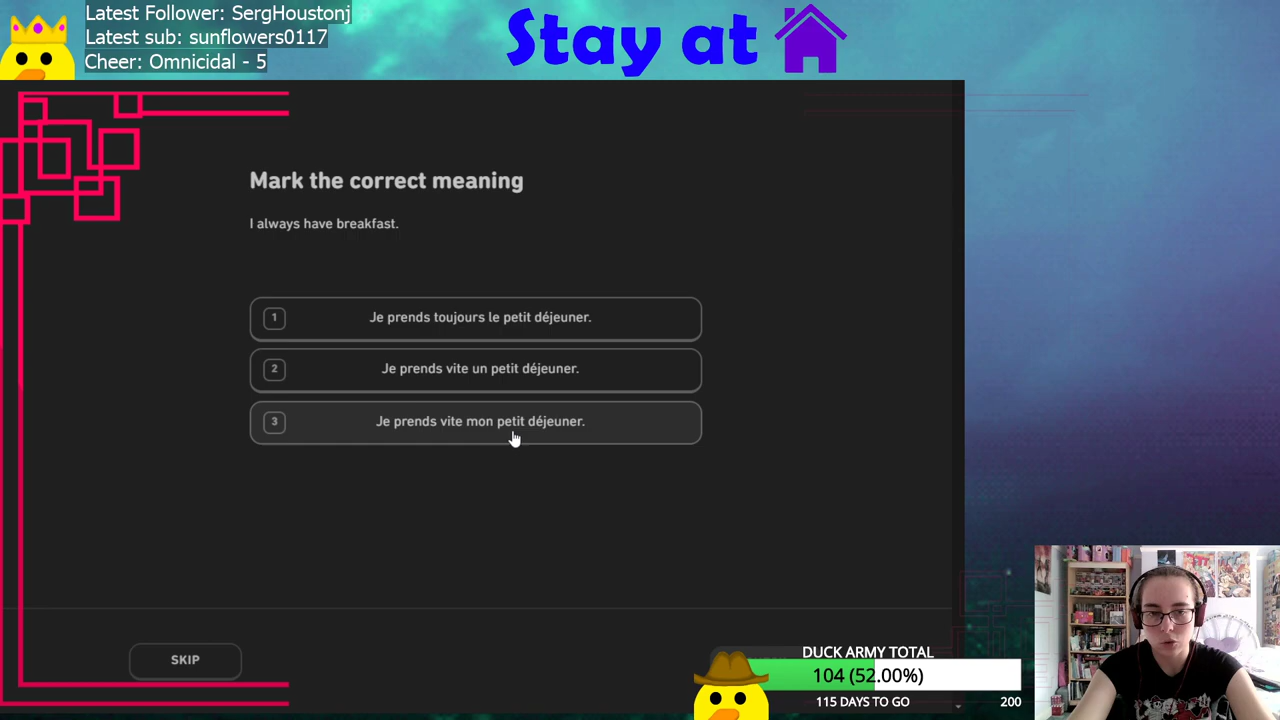 Latest Follower: SergHoustonj
Latest sub: sunflowers0117
Cheer: Omnicidal - 5
Stay at
Mark the correct meaning
I always have breakfast.
1 Je prends toujours le petit déjeuner.
2 Je prends vite un petit déjeuner.
3 Je prends vite mon petit déjeuner.
SKIP
DUCK ARMY TOTAL
104 (52.00%)
115 DAYS TO GO 200